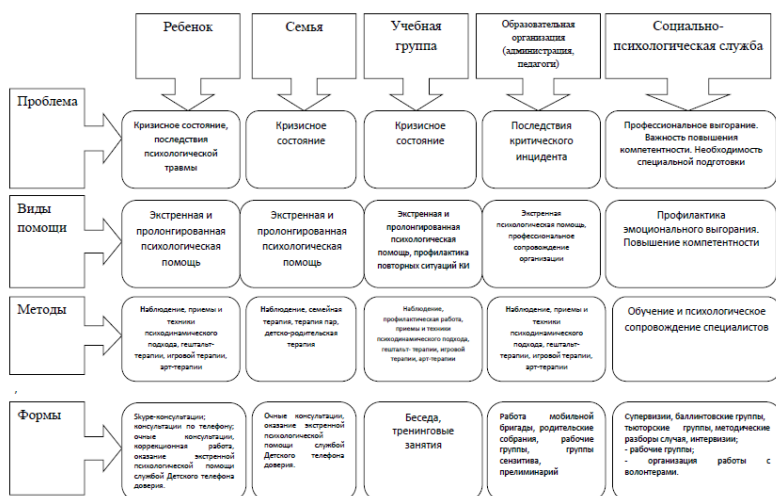 Ребенок
Семья
Учебная
группа
Образовательная
организация
(администрация,
педагоги)
Социально-
психологическая служба
Проблема
Кризисное состояние,
последствия
психологической
травмы
Кризисное
состояние
Кризисное
состояние
Последствия
критического
инцидента
Профессиональное выгорание.
Важность повышения
компетентности. Необходимость
специальной подготовки
Виды
помощи
Экстренная и
пролонгированная
психологическая
помощь
Экстренная и
пролонгированная
психологическая
помощь
Экстренная и
пролонгированная
психологическая
помощь, профилактика
повторных ситуаций КИ
Экстренная
психологическая помощь,
профессиональное
сопровождение
организации
Профилактика
эмоционального выгорания.
Повышение компетентности
Методы
Наблюдение, приемы и
техники
психодинамического
подхода, гештальт-
терапии, игровой терапии,
арт-терапии
Наблюдение, семейная
терапия, терапия пар,
детско-родительская
терапия
Наблюдение,
профилактическая работа,
приемы и техники
психодинамического подхода,
гештальт- терапии, игровой
терапии, арт-терапии
Наблюдение, приемы и
техники
психодинамического
подхода, гештальт-
терапии, игровой терапии,
арт-терапии
Обучение и психологическое
сопровождение специалистов
,
Формы
Skype-консультации;
консультации по телефону;
очные консультации,
коррекционная работа,
оказание экстренной
психологической помощи
службой Детского телефона
доверия.
Очные консультации,
оказание экстренной
психологической
помощи службой
Детского телефона
доверия.
Беседа,
тренинговые
занятия
Работа мобильной
бригады, родительские
собрания, рабочие
группы, группы
сензитива,
прелиминарий
Супервизии, баллинтовские группы,
тьюторские группы, методические
разборы случая, интервизии;
- рабочие группы;
- организация работы с
волонтерами.